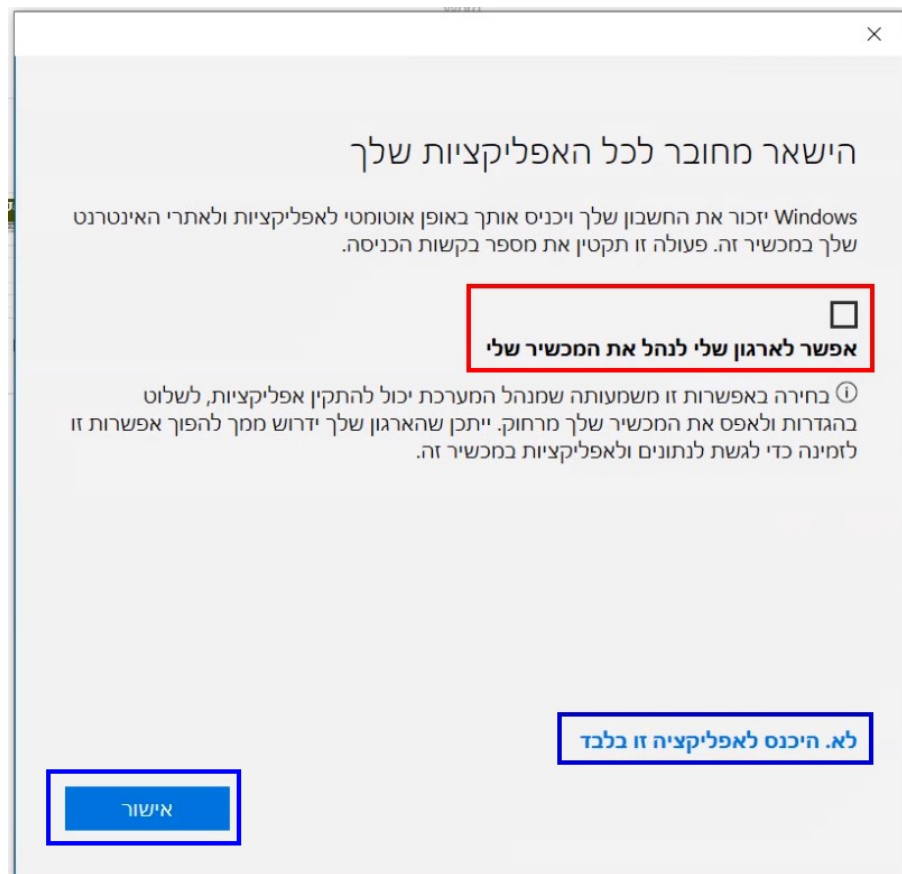 הישאר מחובר לכל האפליקציות שלך
Windows יזכור את החשבון שלך ויכניס אותך באופן אוטומטי לאפליקציות ולאתרי האינטרנט
שלך במכשיר זה. פעולה זו תקטין את מספר בקשות הכניסה.
אפשר לארגון שלי לנהל את המכשיר שלי
בחירה באפשרות זו משמעותה שמנהל המערכת יכול להתקין אפליקציות, לשלוט
בהגדרות ולאפס את המכשיר שלך מרחוק. ייתכן שהארגון שלך ידרוש ממך להפוך אפשרות זו
לזמינה כדי לגשת לנתונים ולאפליקציות במכשיר זה.
לא. היכנס לאפליקציה זו בלבד
אישור